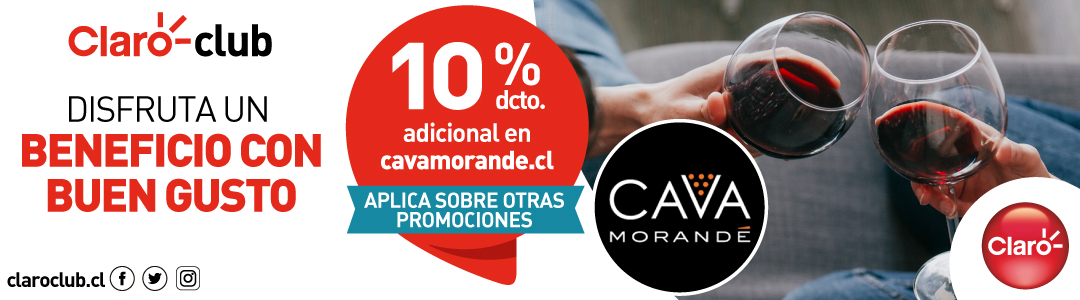 Claro-club
DISFRUTA UN
BENEFICIO CON
BUEN GUSTO
claroclub.cl
10%
dcto.
adicional en
cavamorande.cl
APLICA SOBRE OTRAS
PROMOCIONES
CAVA
MORANDÉ
Claro-